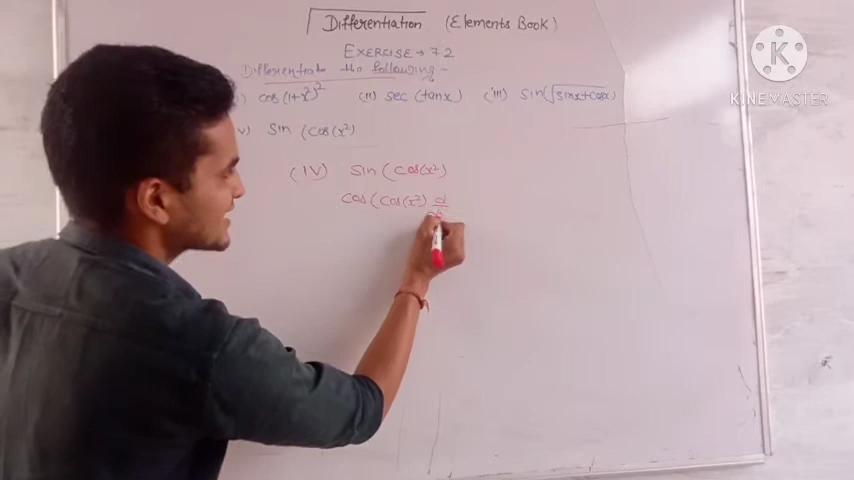 Differentiation (Elements Book)
EXERCISE → 7 2
Differentiate the following -
cos(1+x²)² (II) sec (tanx) (III) sin(√sinx+cosx)
v) sin (cos(x²)
(IV) sin (cos(x²)
cos (cos(x²) d
K
KINEMASTER